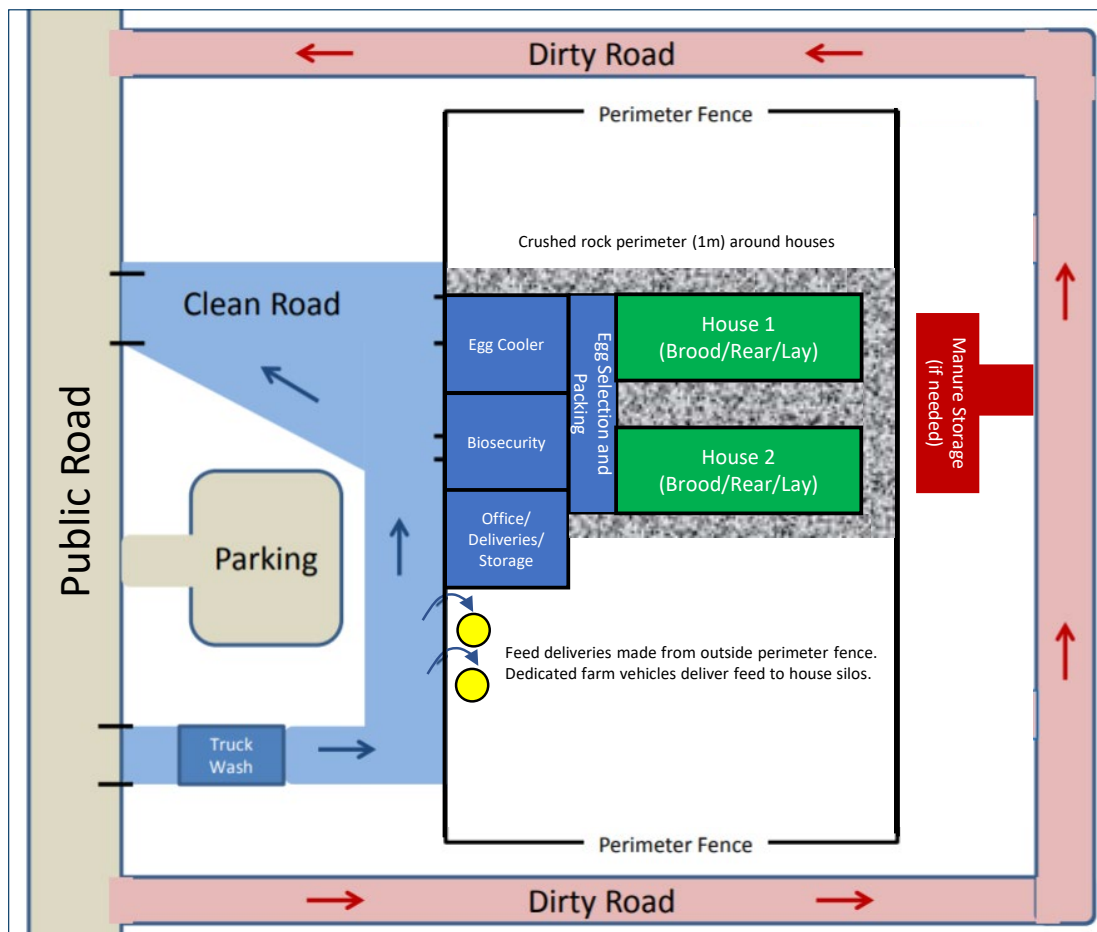 Dirty Road
Perimeter Fence
Crushed rock perimeter (1m) around houses
Public Road
Clean Road
Egg Cooler
Egg Selection and
Packing
House 1
(Brood/Rear/Lay)
Manure Storage
(if needed)
Biosecurity
House 2
(Brood/Rear/Lay)
Parking
Office/
Deliveries/
Storage
Feed deliveries made from outside perimeter fence.
Dedicated farm vehicles deliver feed to house silos.
Truck
Wash
Perimeter Fence
Dirty Road